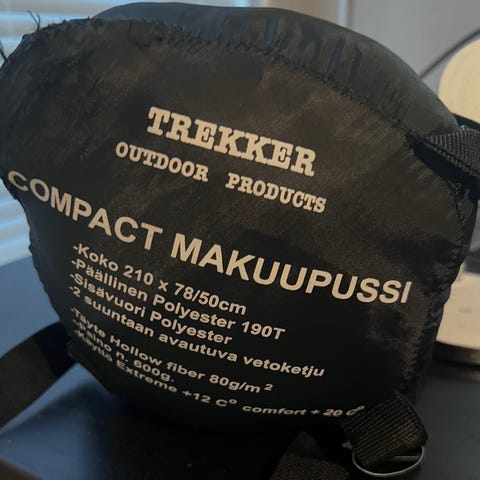 TREKKER
OUTDOOR PRODUCTS
COMPACT MAKUUPUSSI
-Koko 210 x 78/50cm
-Päällinen Polyester 190T
-Sisävuori Polyester
-2 suuntaan avautuva vetoketju
-Täyte Hollow fiber 80g/m²
-Paino n. 600g.
-Käyttö Extreme +12 C° comfort + 20 C°